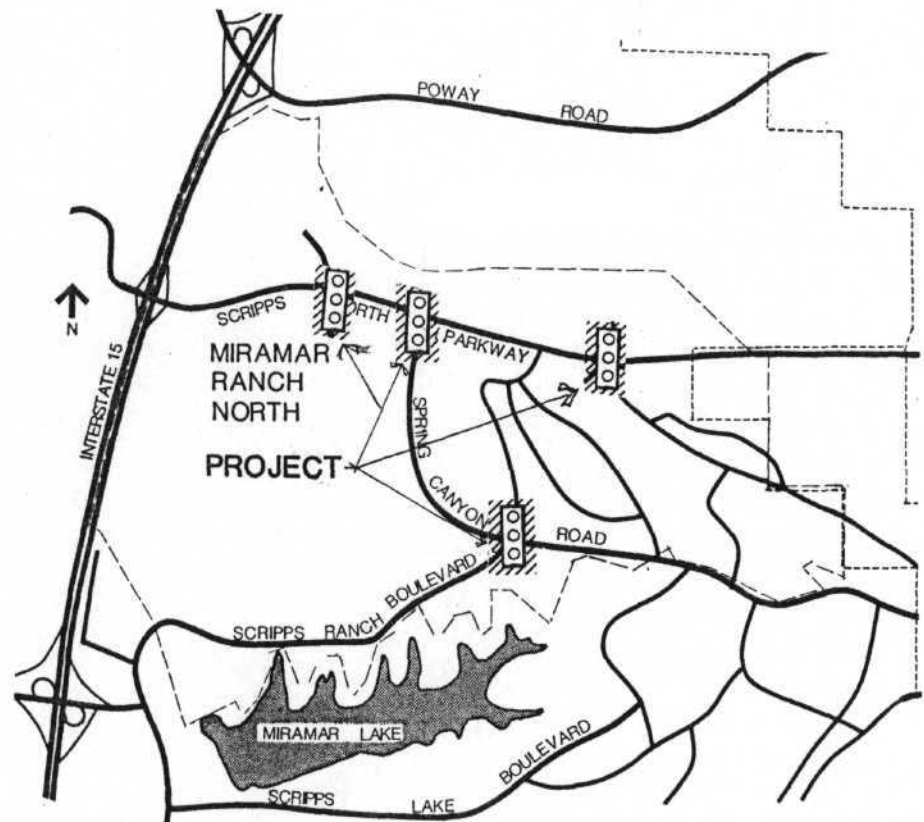 POWAY ROAD
SCRIPPS ORTH PARKWAY
N
INTERSTATE 15
MIRAMAR
RANCH
NORTH
PROJECT
SPRING CANYON ROAD
SCRIPPS RANCH BOULEVARD
MIRAMAR LAKE
SCRIPPS LAKE BOULEVARD